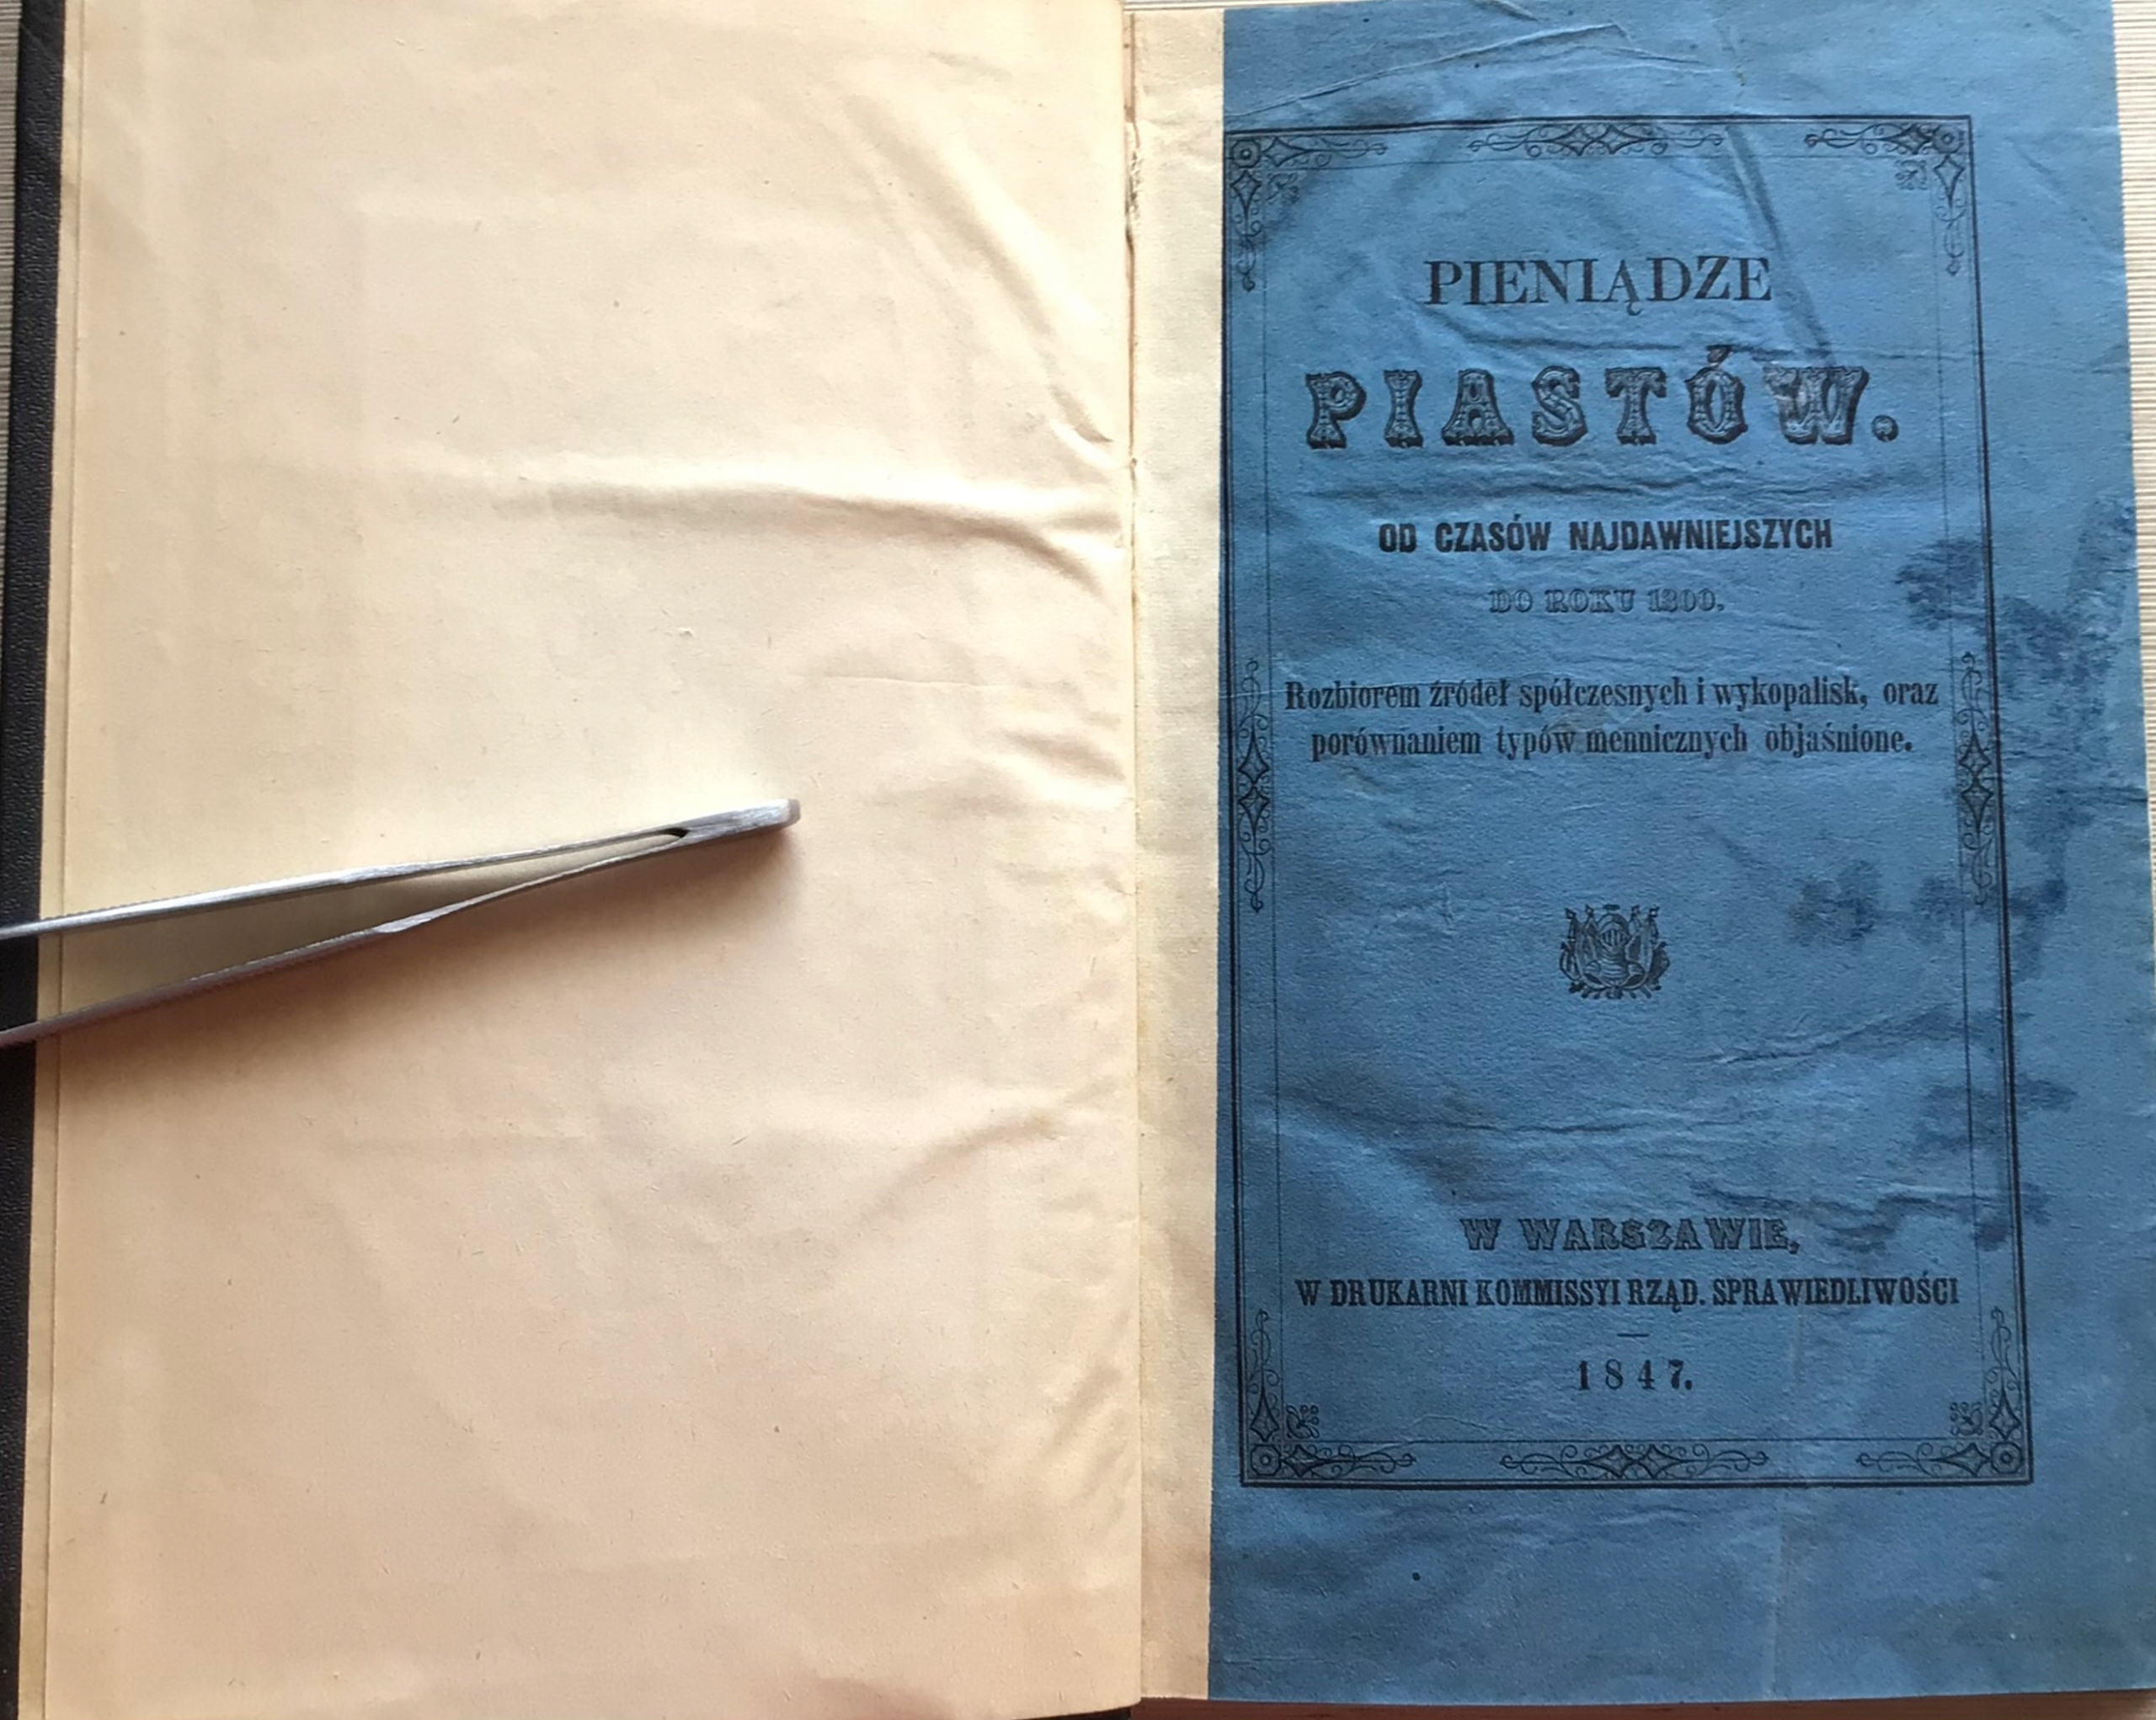 PIENIĄDZE
PIASTÓW.
OD CZASÓW NAJDAWNIEJSZYCH
DO ROKU 1300.
Rozbiorem źródeł spółczesnych i wykopalisk, oraz
porównaniem typów mennicznych objaśnione.
W WARSZAWIE,
W DRUKARNI KOMMISSYI RZĄD. SPRAWIEDLIWOŚCI
1847.